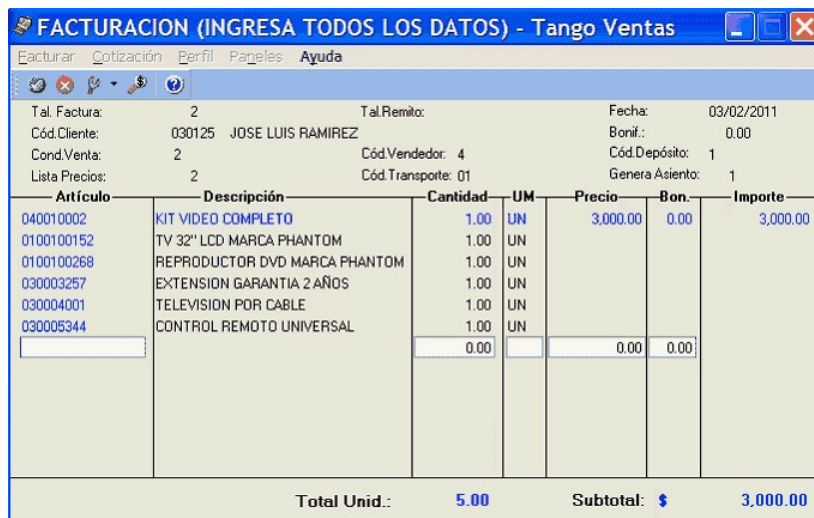 FACTURACION (INGRESA TODOS LOS DATOS) - Tango Ventas
Facturar Cotización Perfil Paneles Ayuda
Tal. Factura: 2 Tal.Remito: Fecha: 03/02/2011
Cód.Cliente: 030125 JOSE LUIS RAMIREZ Bonif.: 0.00
Cond.Venta: 2 Cód.Vendedor: 4 Cód.Depósito: 1
Lista Precios: 2 Cód.Transporte: 01 Genera Asiento: 1
Artículo Descripción Cantidad UM Precio Bon. Importe
040010002 KIT VIDEO COMPLETO 1.00 UN 3,000.00 0.00 3,000.00
0100100152 TV 32" LCD MARCA PHANTOM 1.00 UN
0100100268 REPRODUCTOR DVD MARCA PHANTOM 1.00 UN
030003257 EXTENSION GARANTIA 2 AÑOS 1.00 UN
030004001 TELEVISION POR CABLE 1.00 UN
030005344 CONTROL REMOTO UNIVERSAL 1.00 UN
0.00 0.00 0.00
Total Unid.: 5.00 Subtotal: $ 3,000.00